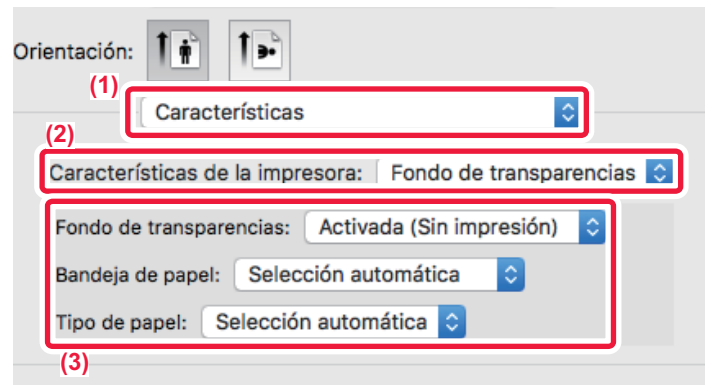 Orientación:
(1)
Características
(2)
Características de la impresora: Fondo de transparencias
Fondo de transparencias: Activada (Sin impresión)
Bandeja de papel: Selección automática
Tipo de papel: Selección automática
(3)